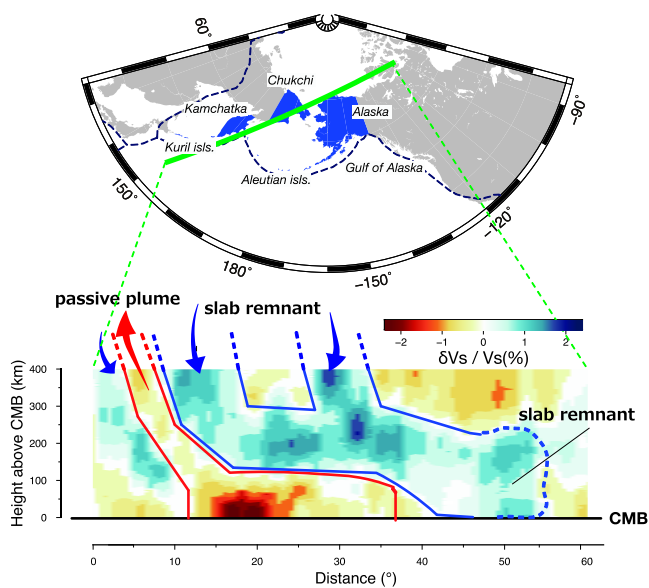 60°
Chukchi
Kamchatka
Alaska
-90°
Kuril isls.
Aleutian isls.
Gulf of Alaska
150°
-120°
180°
-150°
passive plume
slab remnant
-2 -1 0 1 2
δVs / Vs(%)
slab remnant
Height above CMB (km)
400
300
200
100
0
CMB
0 10 20 30 40 50 60
Distance (°)